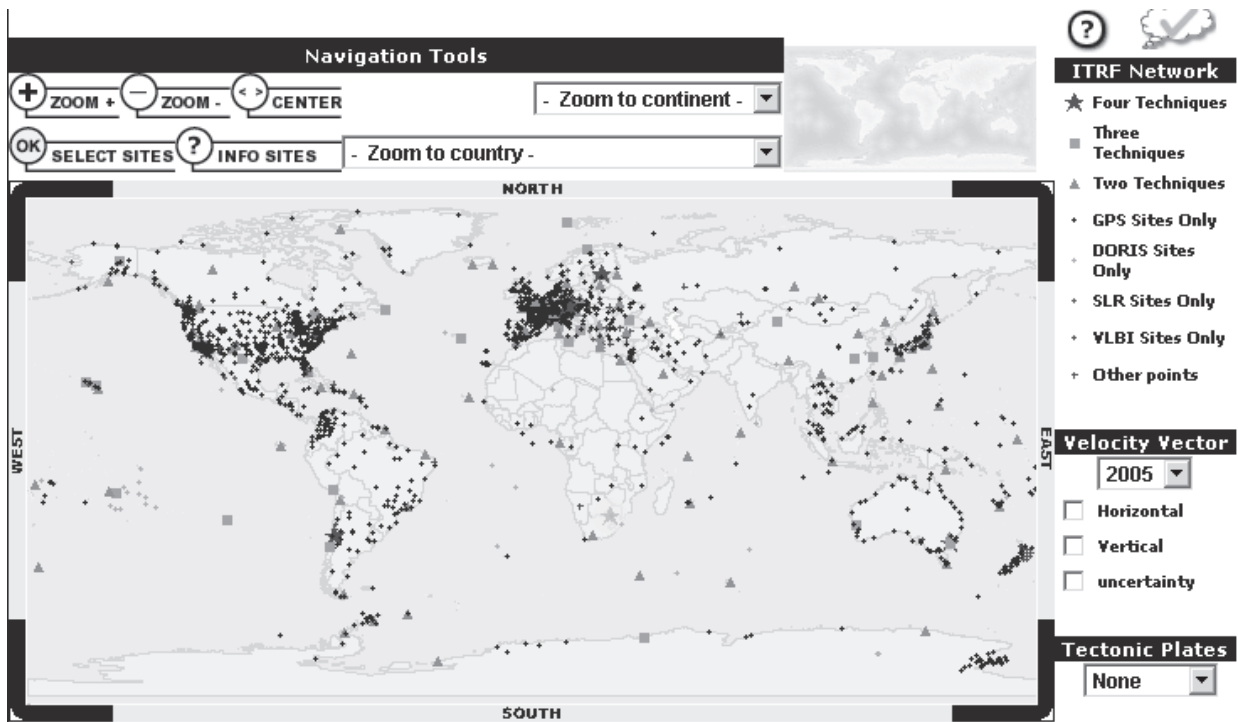 Navigation Tools
+ ZOOM + − ZOOM - < > CENTER
- Zoom to continent -
OK SELECT SITES ? INFO SITES
- Zoom to country -
NORTH
WEST
EAST
SOUTH
?
ITRF Network
Four Techniques
Three
Techniques
Two Techniques
GPS Sites Only
DORIS Sites
Only
SLR Sites Only
VLBI Sites Only
Other points
Velocity Vector
2005
Horizontal
Vertical
uncertainty
Tectonic Plates
None